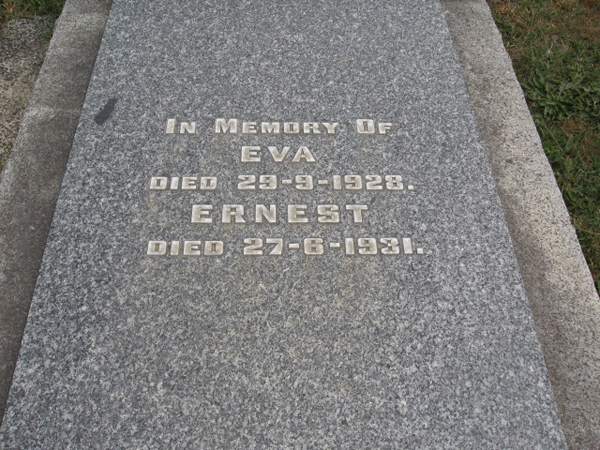 In Memory Of
EVA
DIED 29-9-1928.
ERNEST
DIED 27-6-1931.